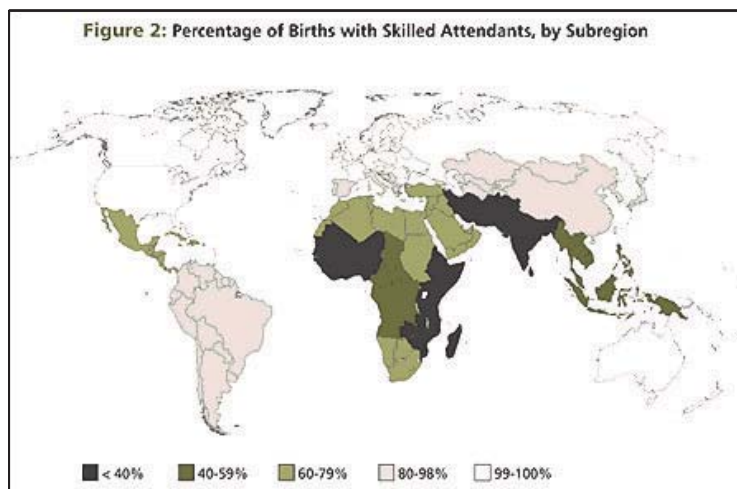 Figure 2: Percentage of Births with Skilled Attendants, by Subregion
< 40% 40-59% 60-79% 80-98% 99-100%